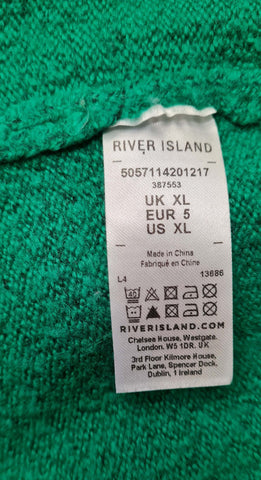 RIVER ISLAND
5057114201217
387553
UK XL
EUR 5
US XL
Made in China
Fabriqué en Chine
L4 13686
RIVERISLAND.COM
Chelsea House, Westgate.
London. W5 1DR. UK
3rd Floor Kilmore House,
Park Lane, Spencer Dock,
Dublin, 1 Ireland